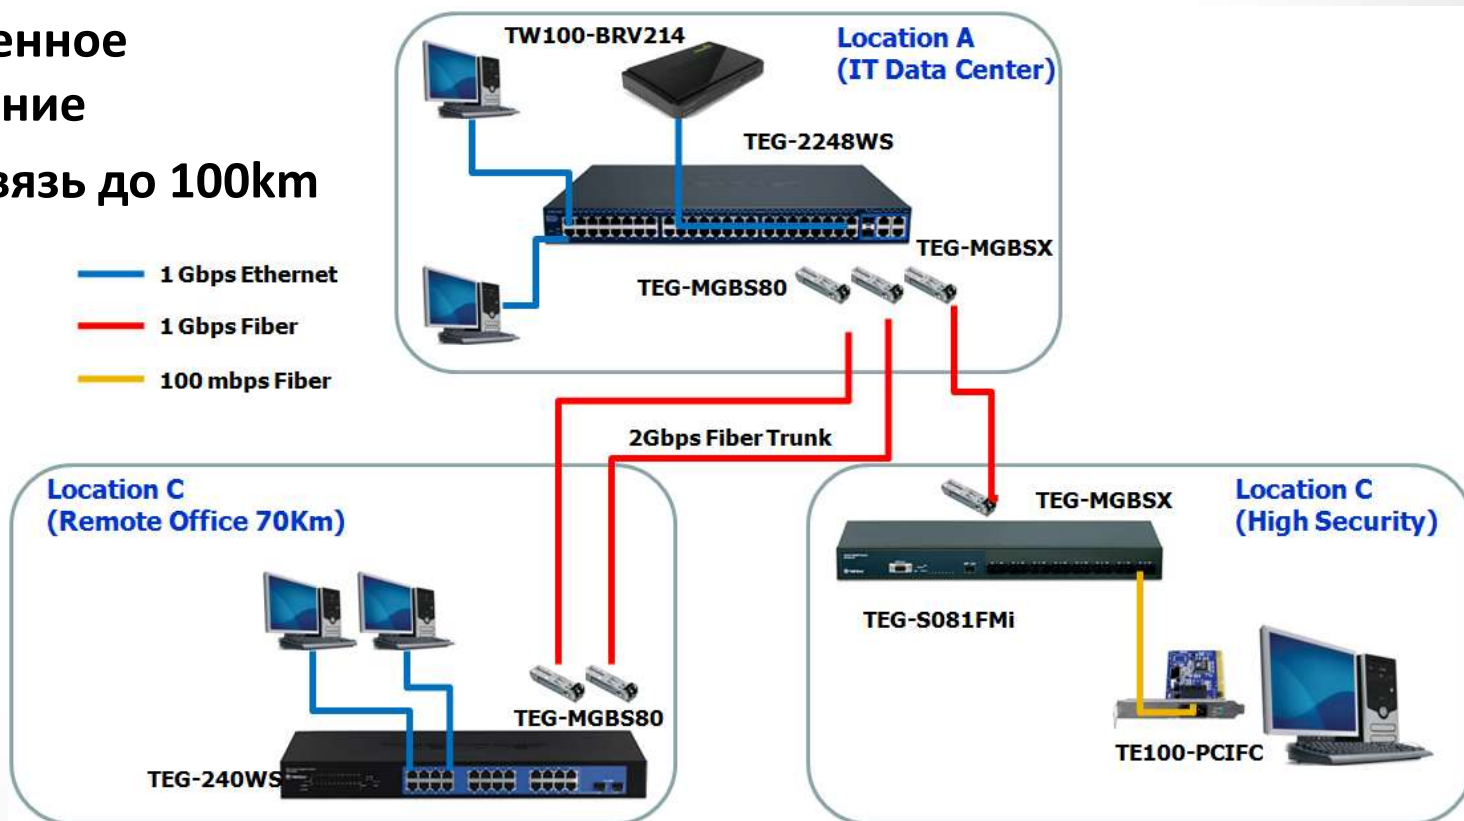 енное
ние
вязь до 100km
1 Gbps Ethernet
1 Gbps Fiber
100 mbps Fiber
TW100-BRV214
Location A
(IT Data Center)
TEG-2248WS
TEG-MGBSX
TEG-MGBS80
2Gbps Fiber Trunk
Location C
(Remote Office 70Km)
TEG-MGBS80
TEG-240WS
TEG-MGBSX
Location C
(High Security)
TEG-S081FMi
TE100-PCIFC